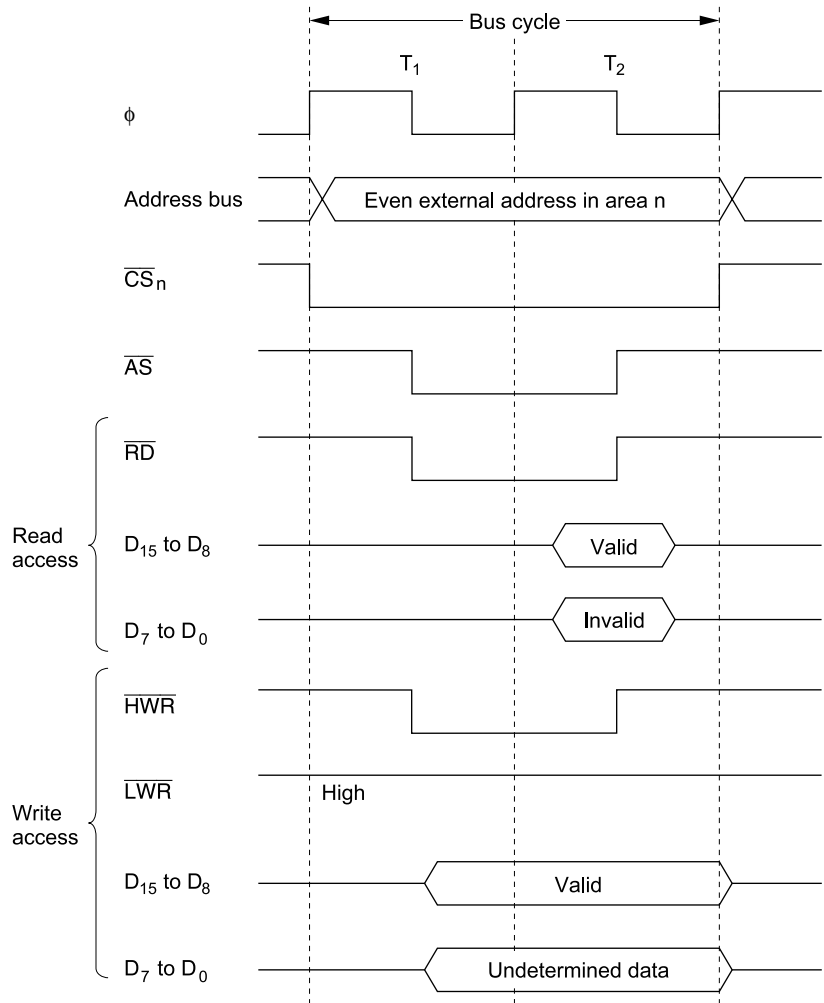 Bus cycle
T1 T2
ϕ
Address bus Even external address in area n
CSn
AS
RD
Read access
D15 to D8 Valid
D7 to D0 Invalid
HWR
LWR High
Write access
D15 to D8 Valid
D7 to D0 Undetermined data